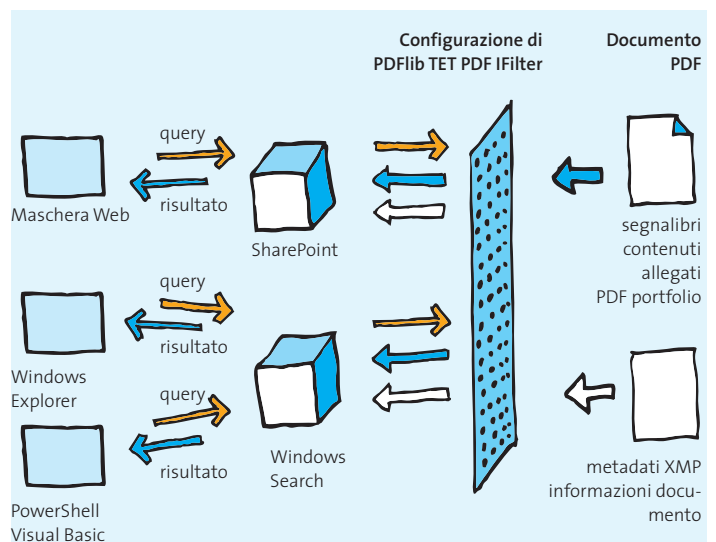 Configurazione di
PDFlib TET PDF IFilter
Documento
PDF
query
risultato
Maschera Web
SharePoint
segnalibri
contenuti
allegati
PDF portfolio
query
risultato
Windows
Explorer
query
risultato
Windows
Search
PowerShell
Visual Basic
metadati XMP
informazioni docu-
mento